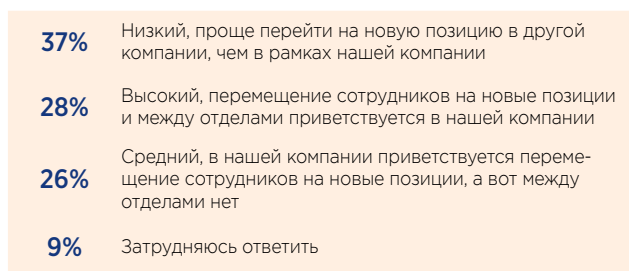 37%
Низкий, проще перейти на новую позицию в другой
компании, чем в рамках нашей компании
28%
Высокий, перемещение сотрудников на новые позиции
и между отделами приветствуется в нашей компании
26%
Средний, в нашей компании приветствуется переме-
щение сотрудников на новые позиции, а вот между
отделами нет
9%
Затрудняюсь ответить